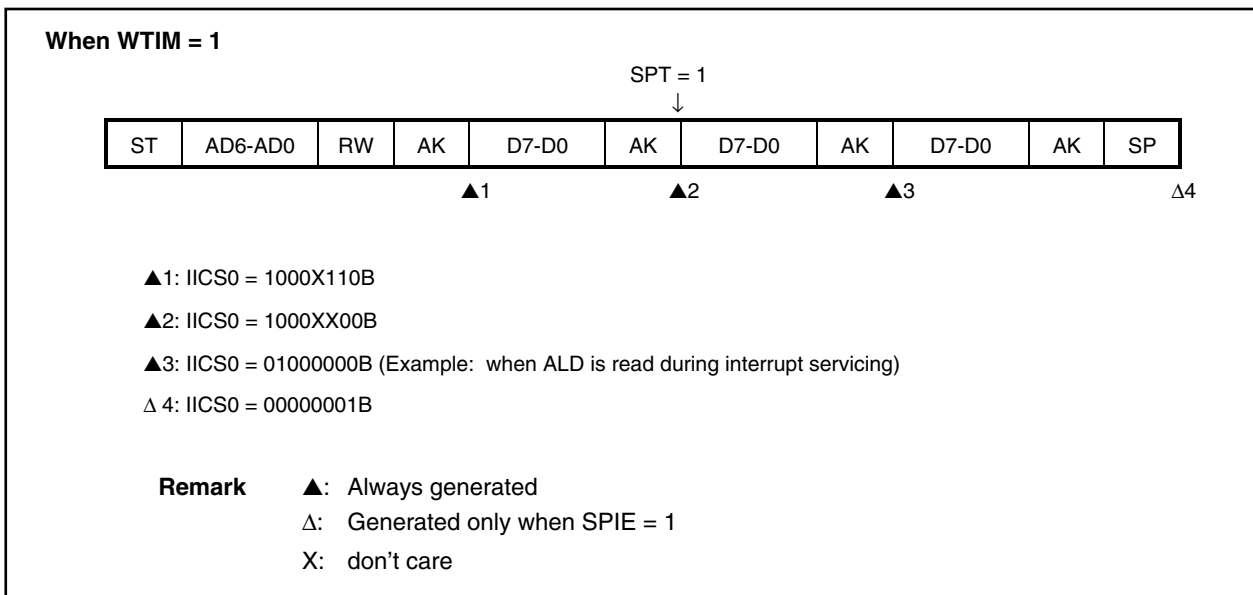 When WTIM = 1
SPT = 1
↓
ST AD6-AD0 RW AK D7-D0 AK D7-D0 AK D7-D0 AK SP
▲1 ▲2 ▲3 Δ4
▲1: IICS0 = 1000X110B
▲2: IICS0 = 1000XX00B
▲3: IICS0 = 01000000B (Example: when ALD is read during interrupt servicing)
Δ 4: IICS0 = 00000001B
Remark ▲: Always generated
Δ: Generated only when SPIE = 1
X: don't care